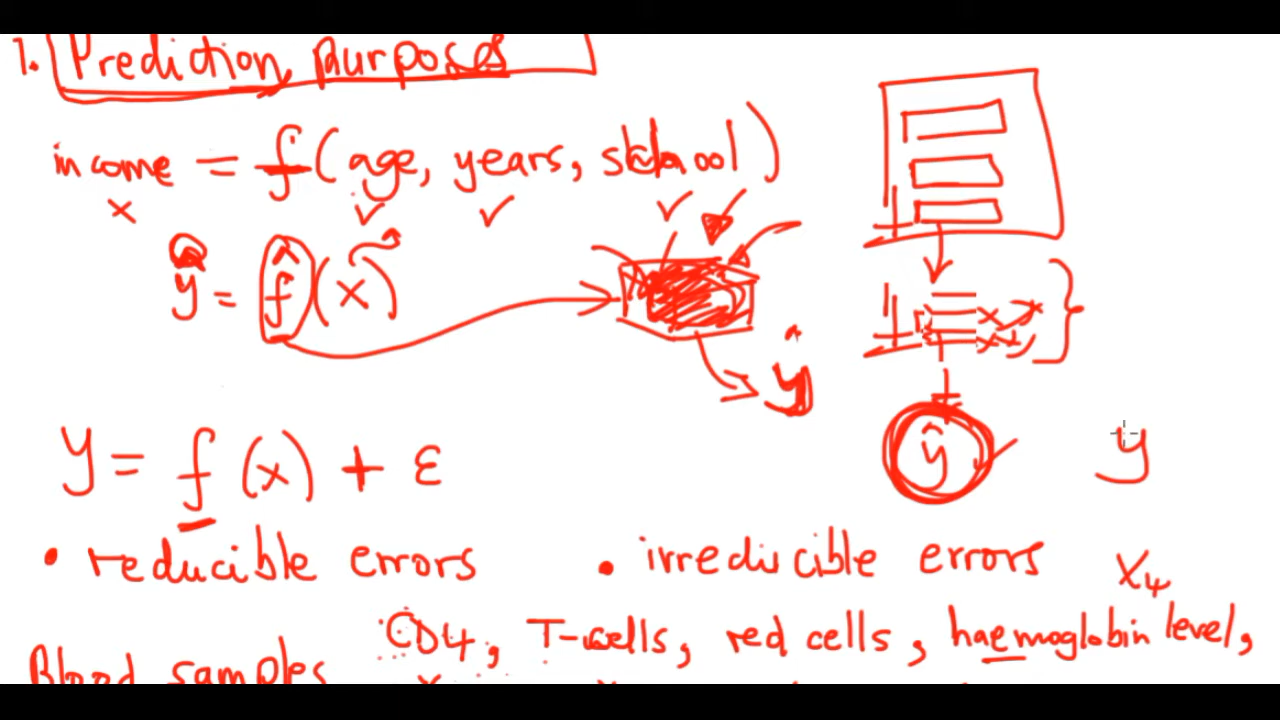 1. Prediction purposes
income = f(age, years, school)
ŷ = f̂(x)
ŷ
y = f(x) + ε
ŷ
y
• reducible errors
• irreducible errors
x₄
CD4, T-cells, red cells, haemoglobin level,
Blood samples